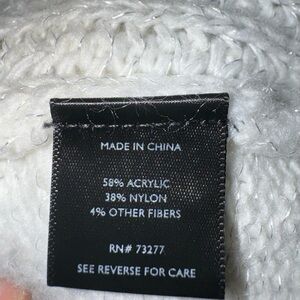 MADE IN CHINA
58% ACRYLIC
38% NYLON
4% OTHER FIBERS
RN# 73277
SEE REVERSE FOR CARE